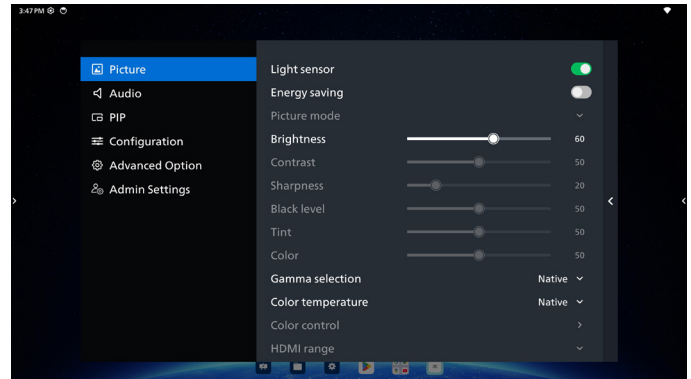 3:47 PM
Picture
Audio
PIP
Configuration
Advanced Option
Admin Settings
Light sensor
Energy saving
Picture mode
Brightness 60
Contrast 50
Sharpness 20
Black level 50
Tint 50
Color 50
Gamma selection Native
Color temperature Native
Color control
HDMI range